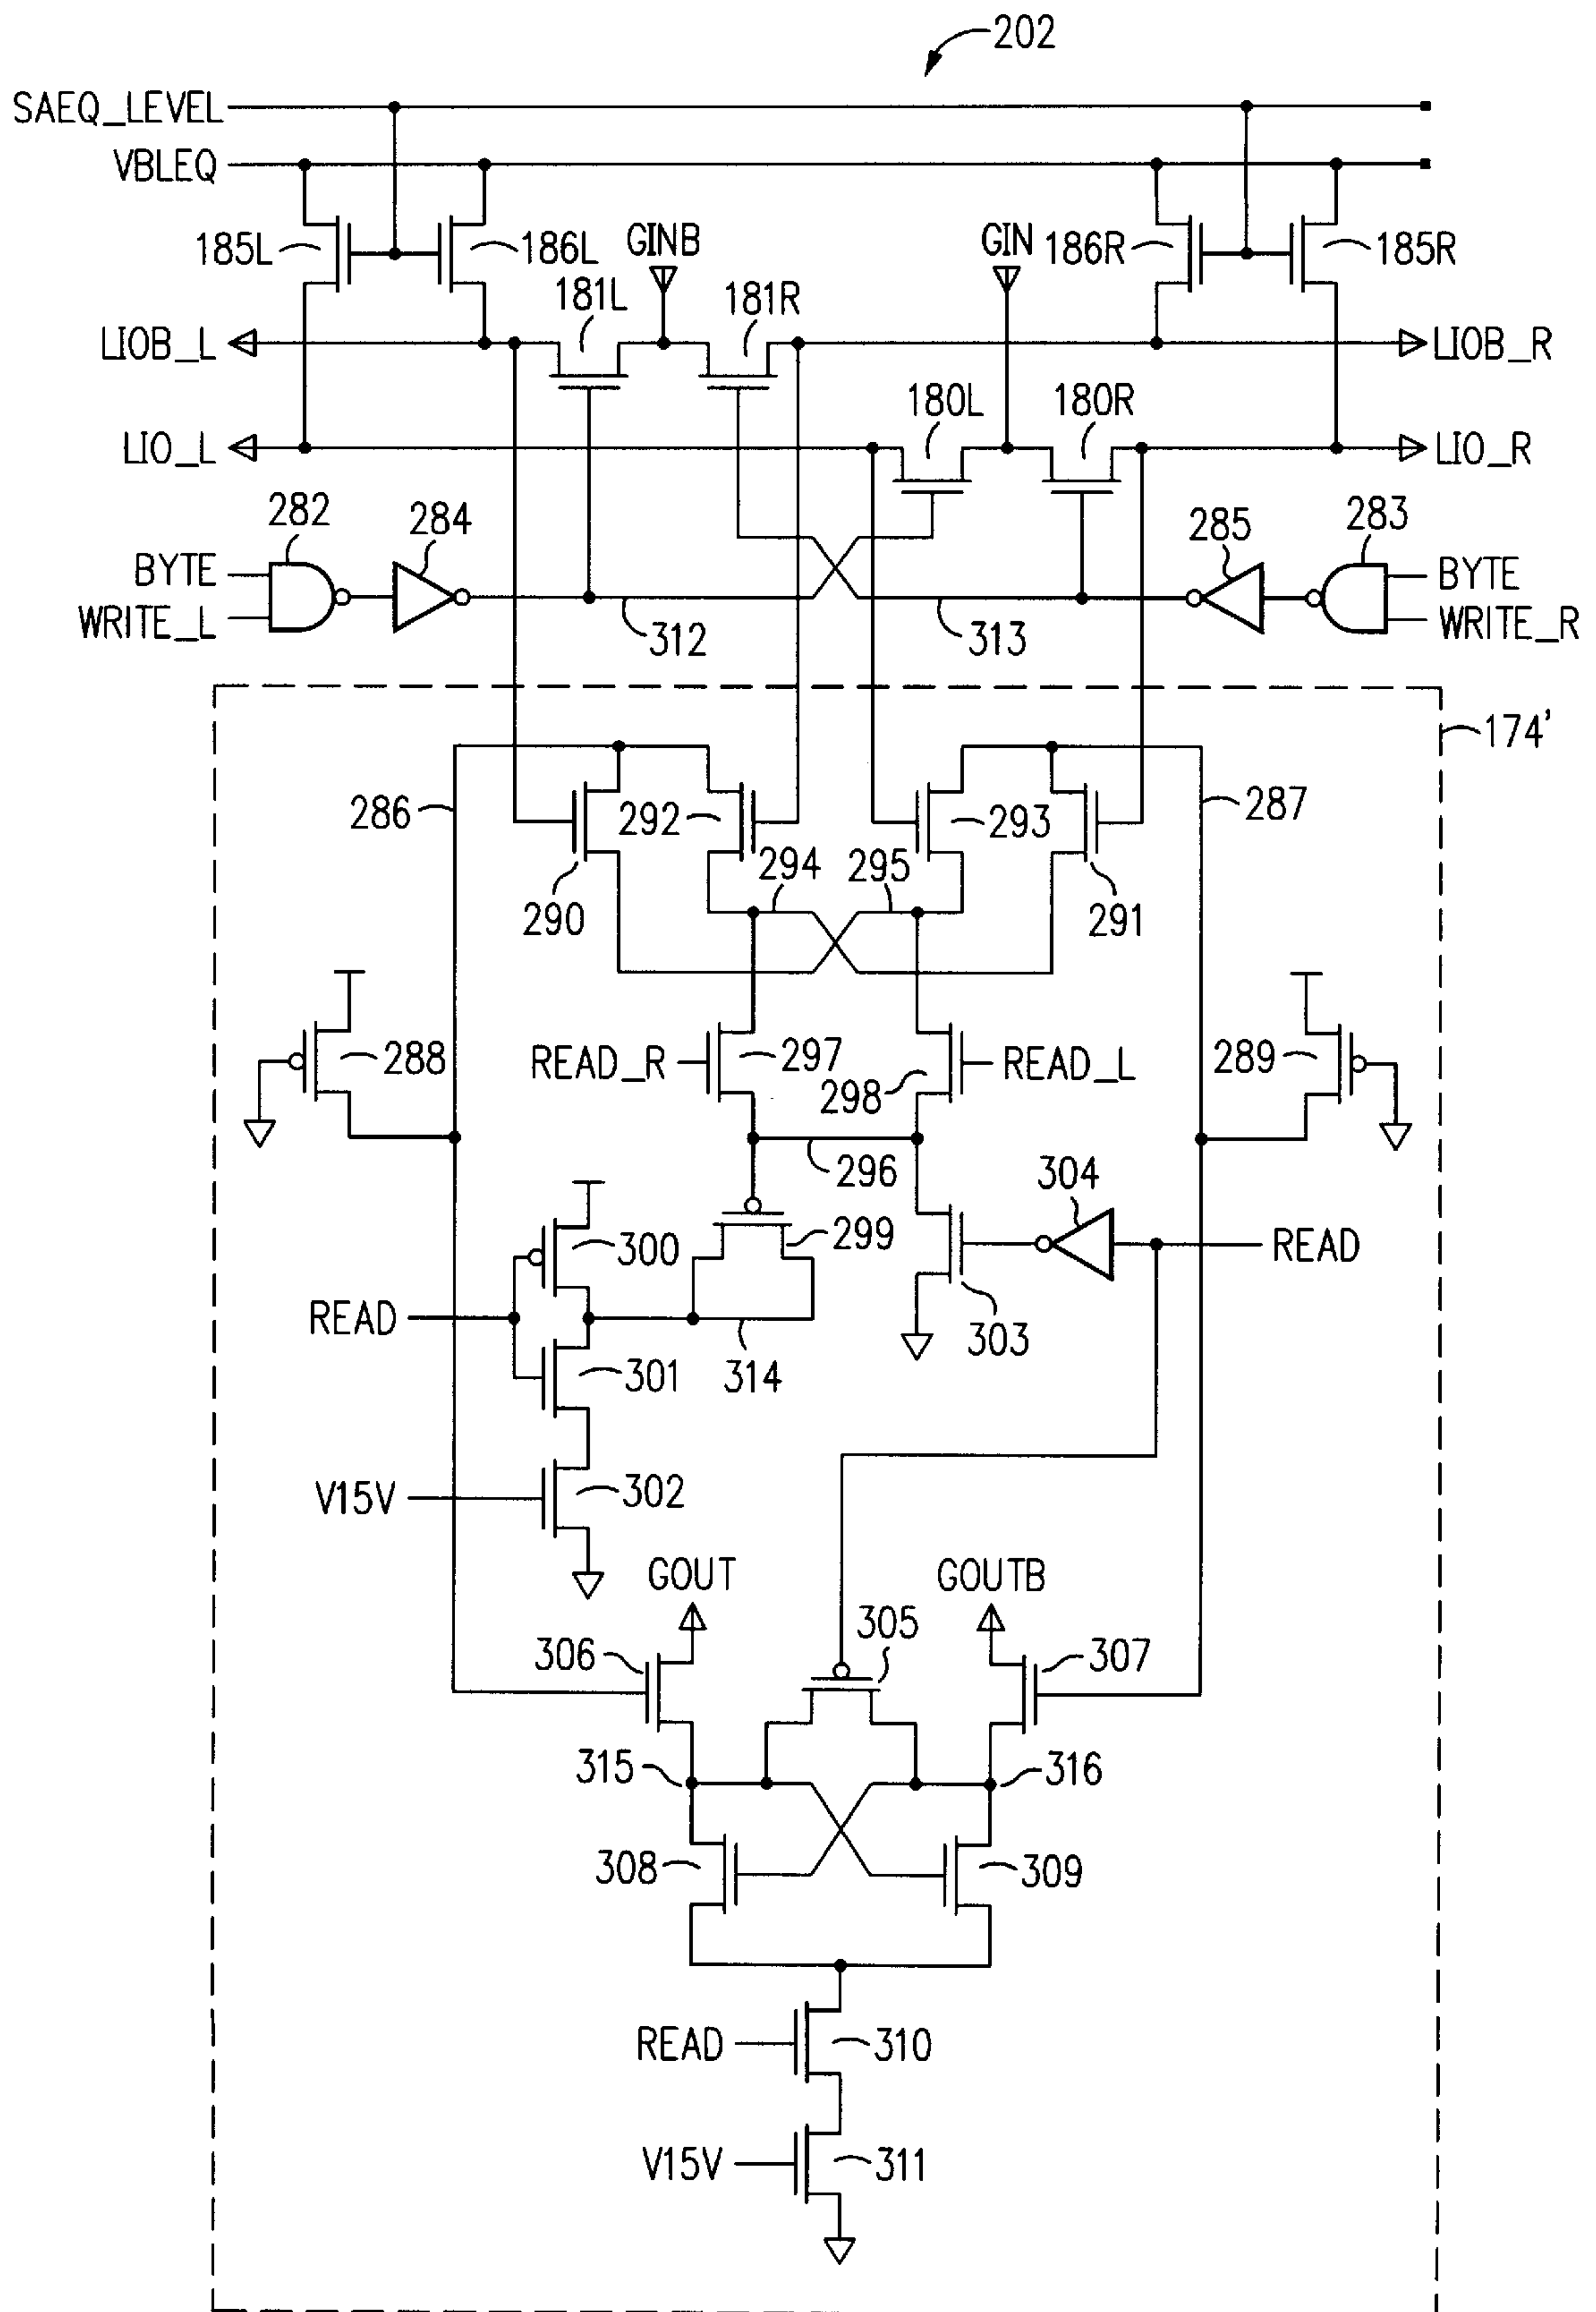 202
SAEQ_LEVEL
VBLEQ
185L
186L
GINB
GIN
186R
185R
181L
181R
LIOB_L
LIOB_R
180L
180R
LIO_L
LIO_R
282
284
285
283
BYTE
WRITE_L
BYTE
WRITE_R
312
313
174'
286
292
293
287
294
295
290
291
288
READ_R
297
298
READ_L
289
296
304
300
299
READ
READ
303
301
314
V15V
302
GOUT
GOUTB
306
305
307
315
316
308
309
READ
310
V15V
311